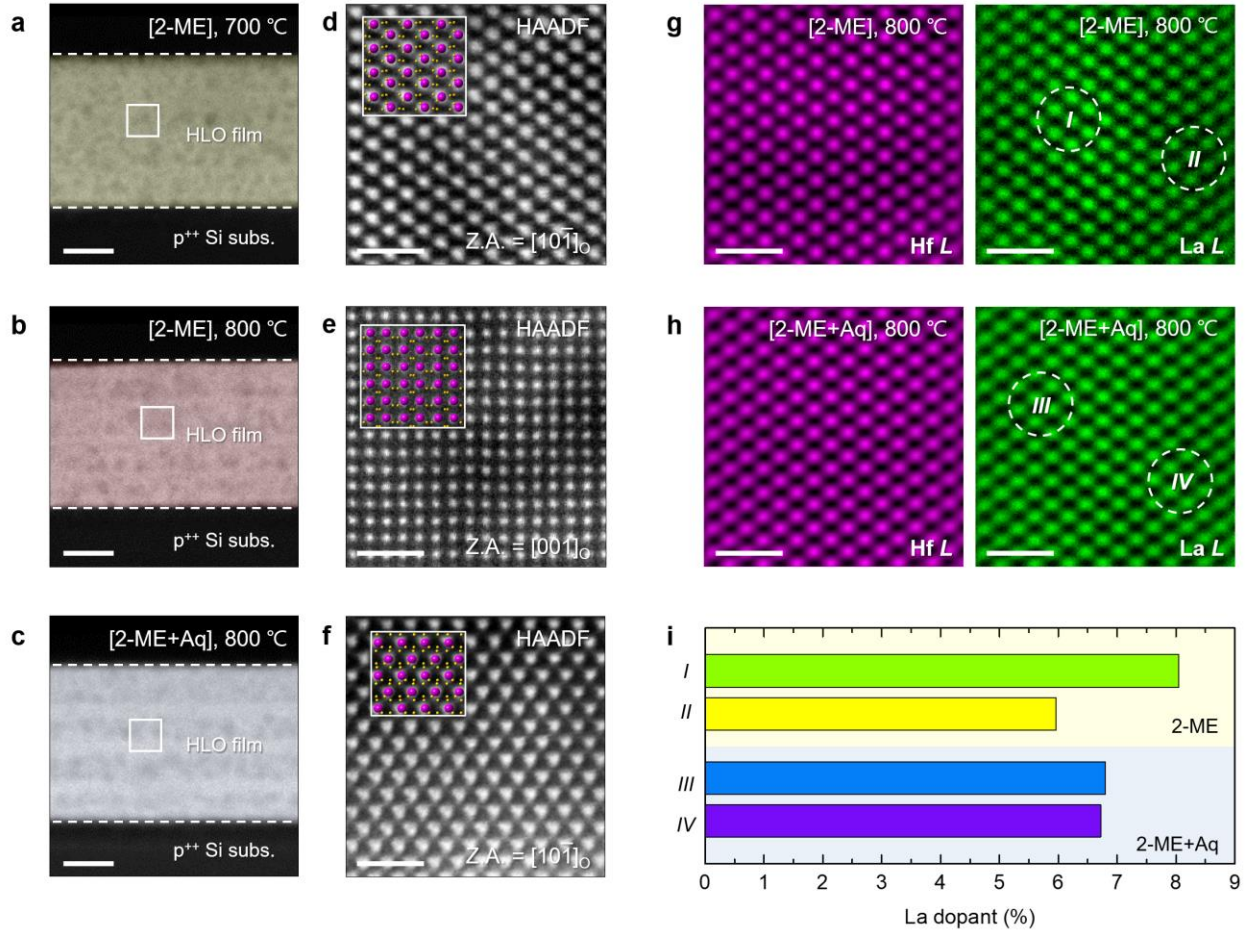 a
[2-ME], 700 ℃
HLO film
p++ Si subs.
d
HAADF
Z.A. = [101̅]O
g
[2-ME], 800 ℃
Hf L
[2-ME], 800 ℃
I
II
La L
b
[2-ME], 800 ℃
HLO film
p++ Si subs.
e
HAADF
Z.A. = [001]O
h
[2-ME+Aq], 800 ℃
Hf L
[2-ME+Aq], 800 ℃
III
IV
La L
c
[2-ME+Aq], 800 ℃
HLO film
p++ Si subs.
f
HAADF
Z.A. = [101̅]O
i
I
II
2-ME
III
IV
2-ME+Aq
0 1 2 3 4 5 6 7 8 9
La dopant (%)